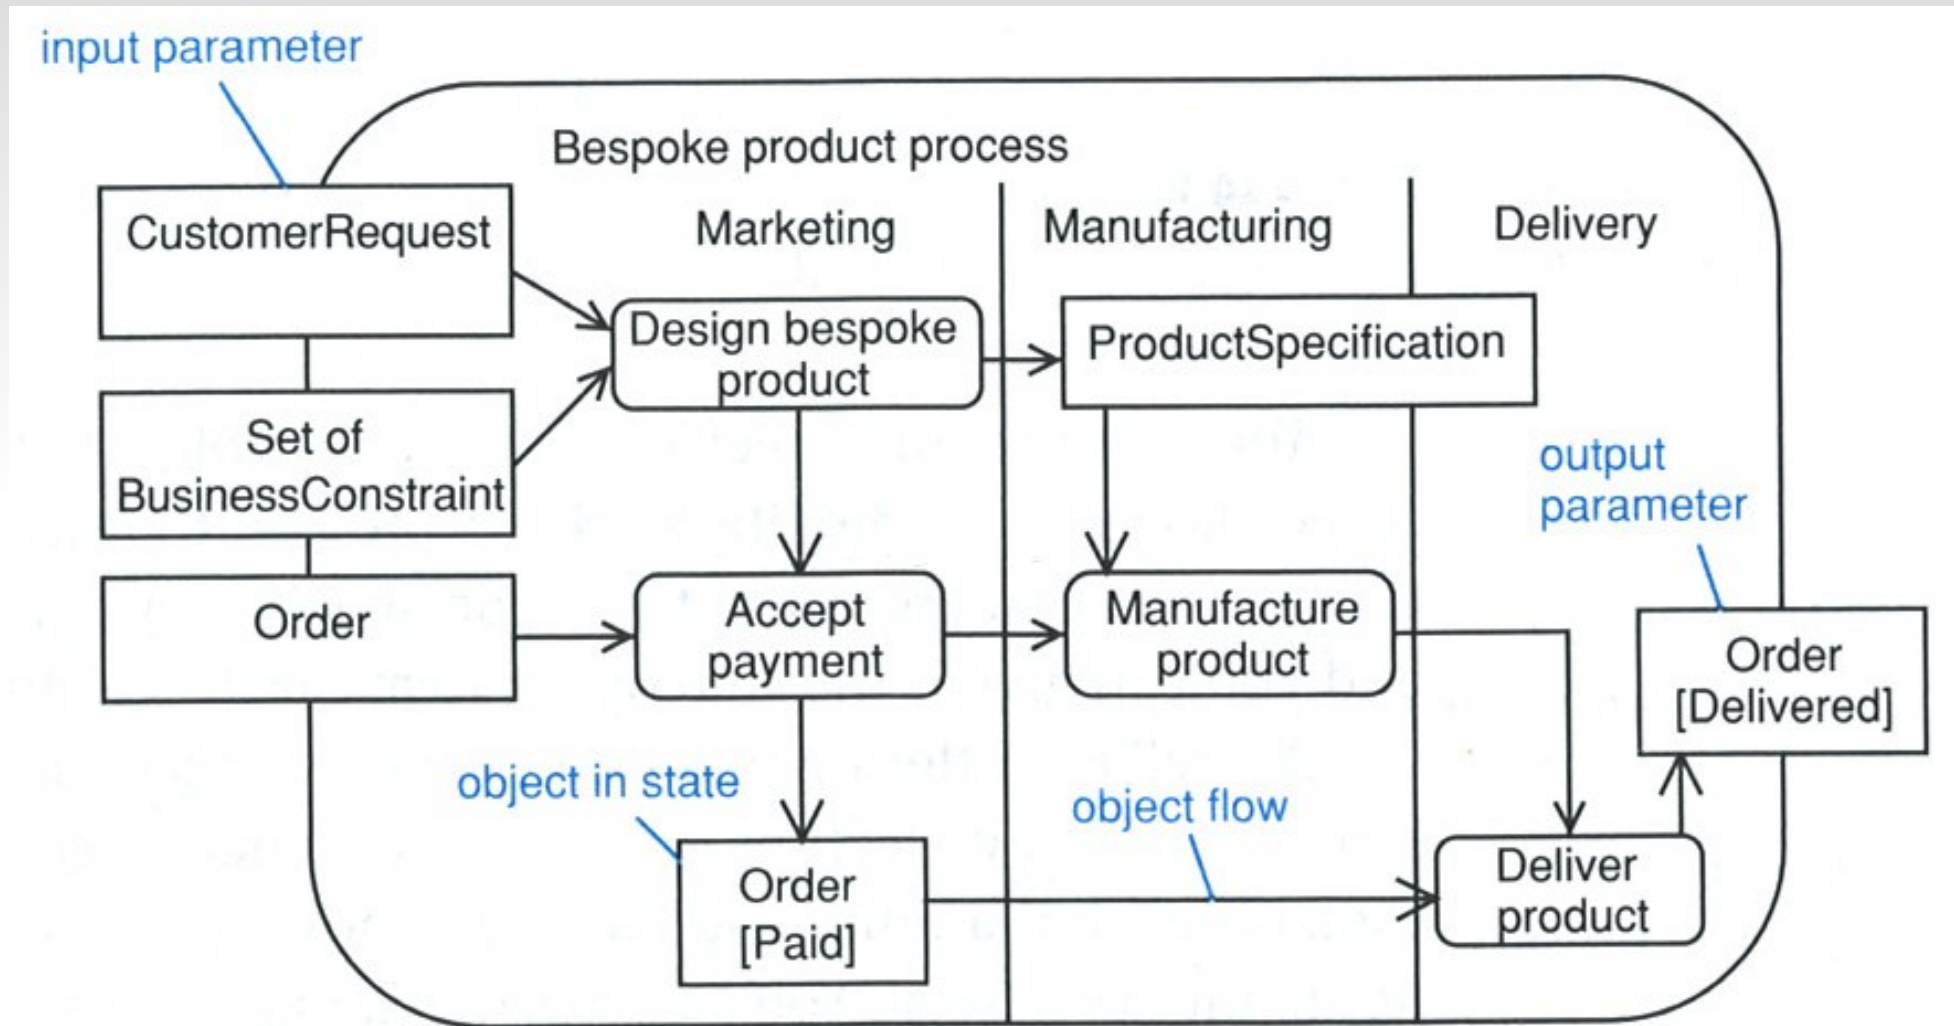 input parameter
Bespoke product process
CustomerRequest
Marketing
Manufacturing
Delivery
Design bespoke
product
ProductSpecification
Set of
BusinessConstraint
output
parameter
Order
Accept
payment
Manufacture
product
Order
[Delivered]
object in state
object flow
Order
[Paid]
Deliver
product